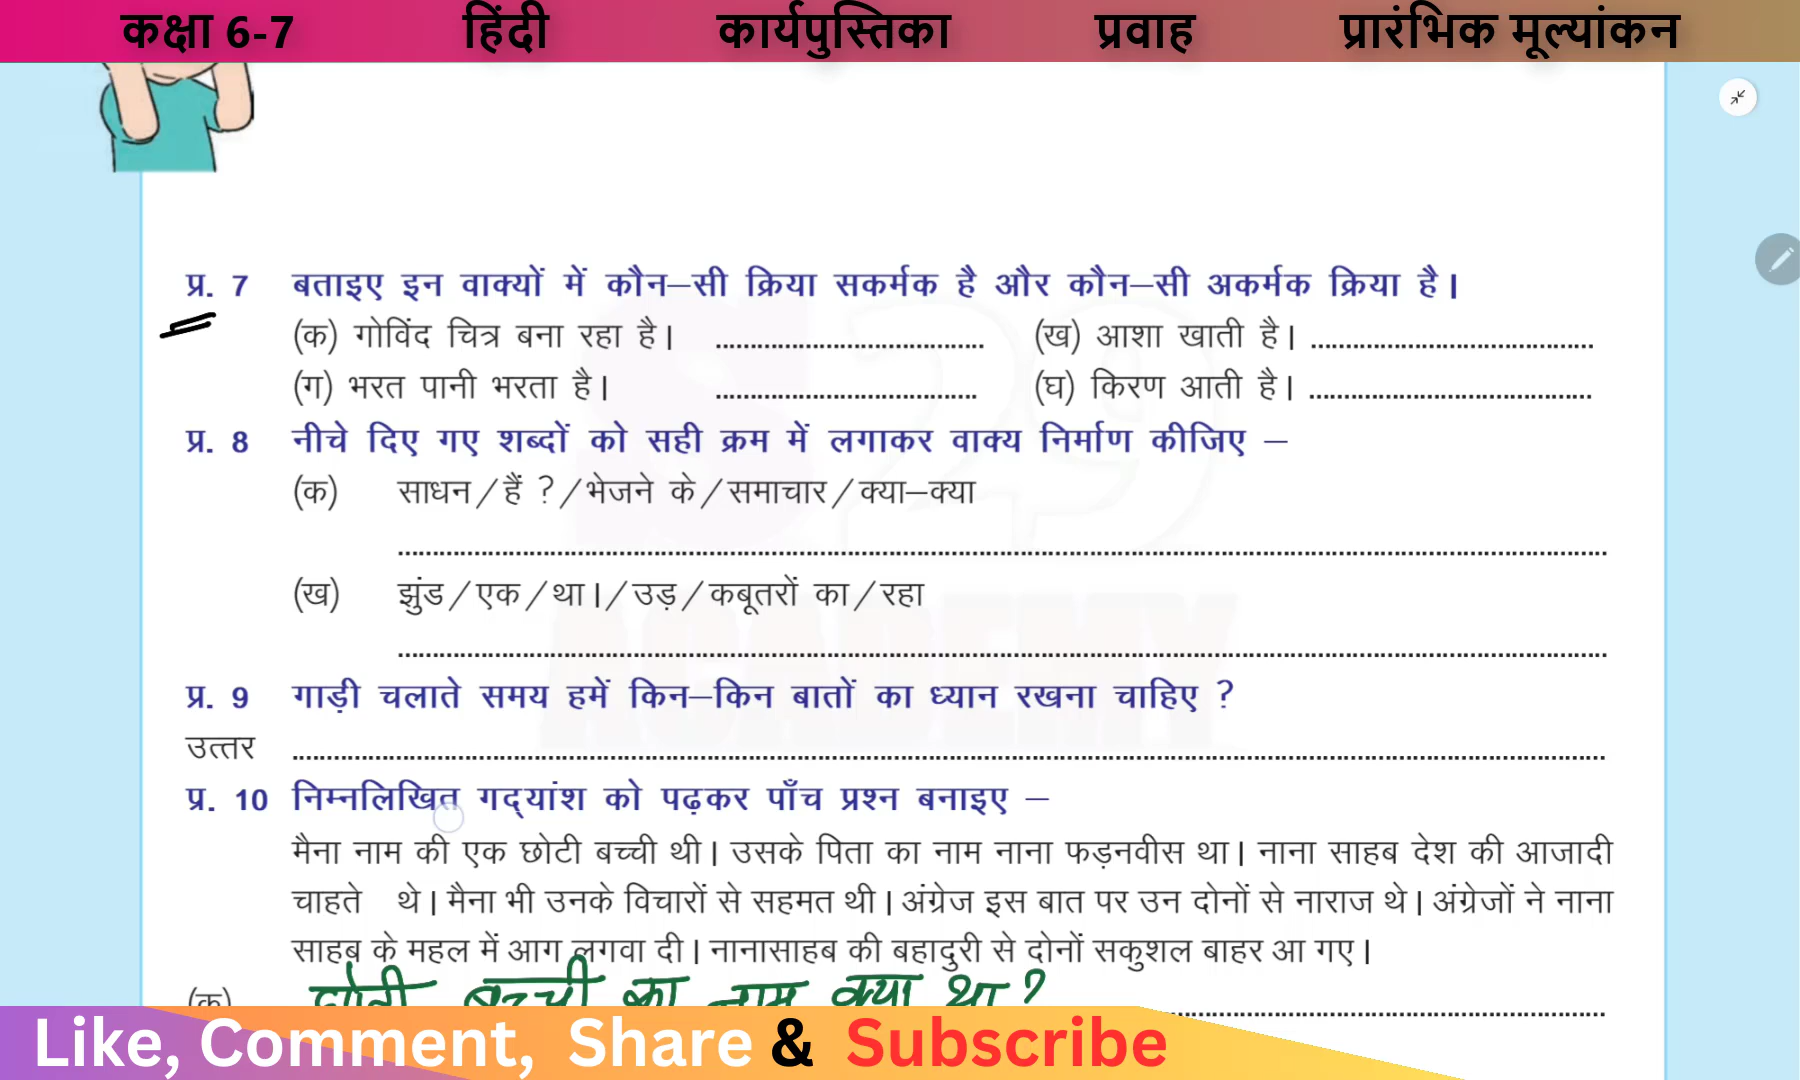 कक्षा 6-7 हिंदी कार्यपुस्तिका प्रवाह प्रारंभिक मूल्यांकन
प्र. 7 बताइए इन वाक्यों में कौन–सी क्रिया सकर्मक है और कौन–सी अकर्मक क्रिया है।
(क) गोविंद चित्र बना रहा है। ....................................... (ख) आशा खाती है। .......................................
(ग) भरत पानी भरता है। ....................................... (घ) किरण आती है। .......................................
प्र. 8 नीचे दिए गए शब्दों को सही क्रम में लगाकर वाक्य निर्माण कीजिए –
(क) साधन/हैं ?/भेजने के/समाचार/क्या–क्या
(ख) झुंड/एक/था।/उड़/कबूतरों का/रहा
प्र. 9 गाड़ी चलाते समय हमें किन–किन बातों का ध्यान रखना चाहिए ?
उत्तर
प्र. 10 निम्नलिखित गद्यांश को पढ़कर पाँच प्रश्न बनाइए –
मैना नाम की एक छोटी बच्ची थी। उसके पिता का नाम नाना फड़नवीस था। नाना साहब देश की आजादी
चाहते थे। मैना भी उनके विचारों से सहमत थी। अंग्रेज इस बात पर उन दोनों से नाराज थे। अंग्रेजों ने नाना
साहब के महल में आग लगवा दी। नानासाहब की बहादुरी से दोनों सकुशल बाहर आ गए।
(क) छोटी बच्ची का नाम क्या था?
Like, Comment, Share & Subscribe
29
ACADEMY